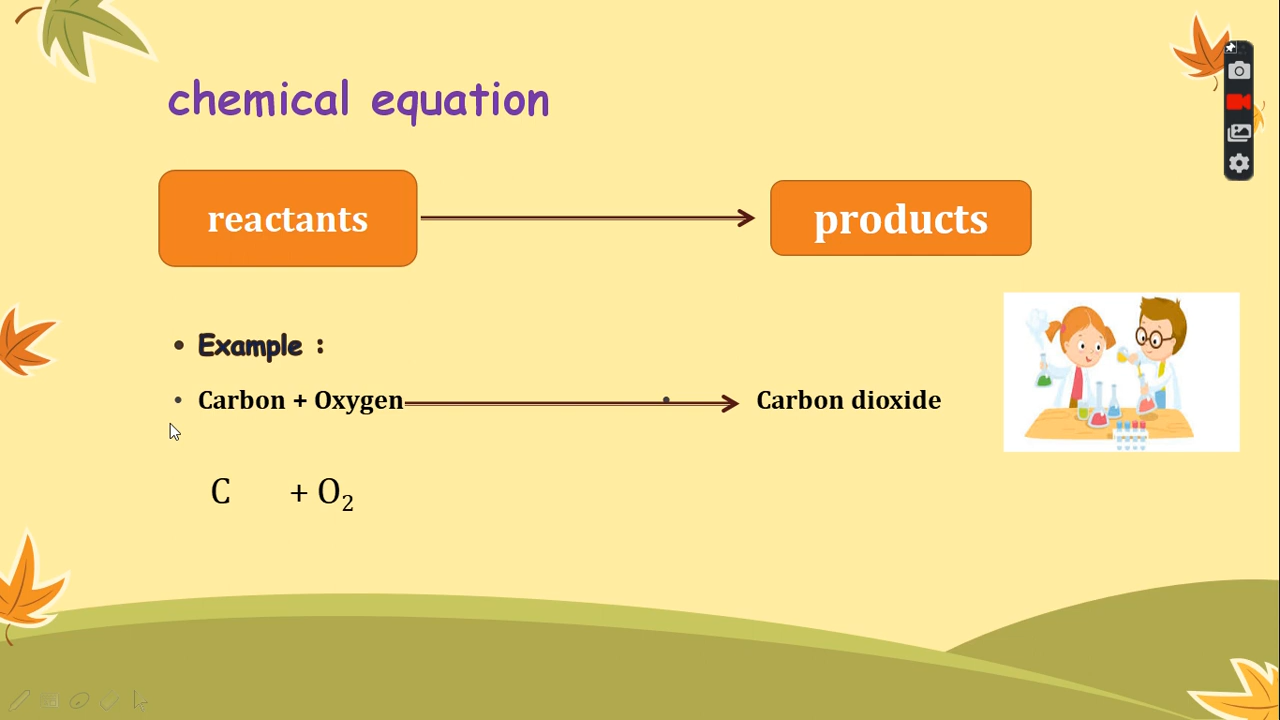 chemical equation
reactants products
Example :
Carbon + Oxygen Carbon dioxide
C + O₂